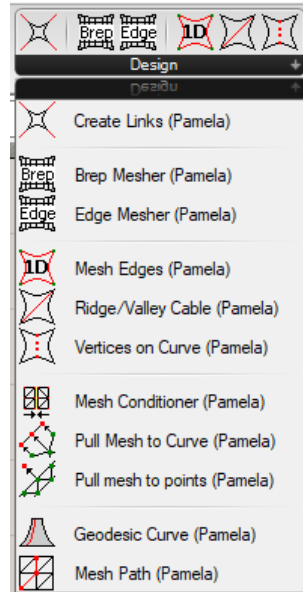 Brep Edge 1D
Design
Design
Create Links (Pamela)
Brep Brep Mesher (Pamela)
Edge Edge Mesher (Pamela)
1D Mesh Edges (Pamela)
Ridge/Valley Cable (Pamela)
Vertices on Curve (Pamela)
Mesh Conditioner (Pamela)
Pull Mesh to Curve (Pamela)
Pull mesh to points (Pamela)
Geodesic Curve (Pamela)
Mesh Path (Pamela)